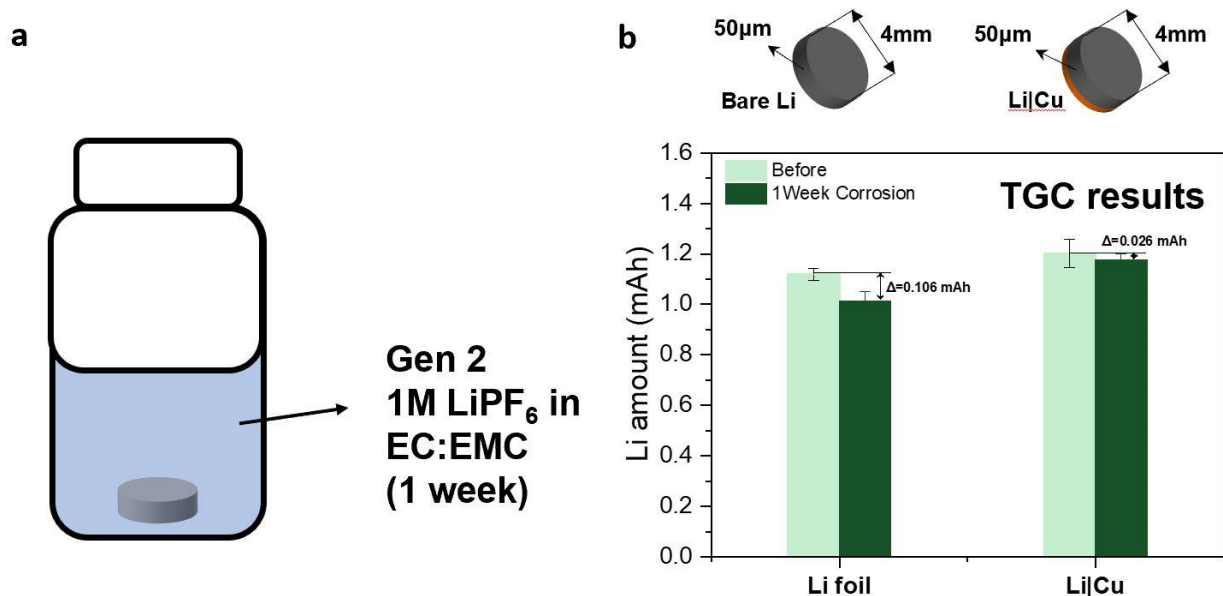 a
Gen 2
1M LiPF₆ in
EC:EMC
(1 week)
b
50µm
4mm
Bare Li
50µm
4mm
Li|Cu
TGC results
Before
1Week Corrosion
Δ=0.106 mAh
Δ=0.026 mAh
Li amount (mAh)
1.6
1.4
1.2
1.0
0.8
0.6
0.4
0.2
0.0
Li foil
Li|Cu